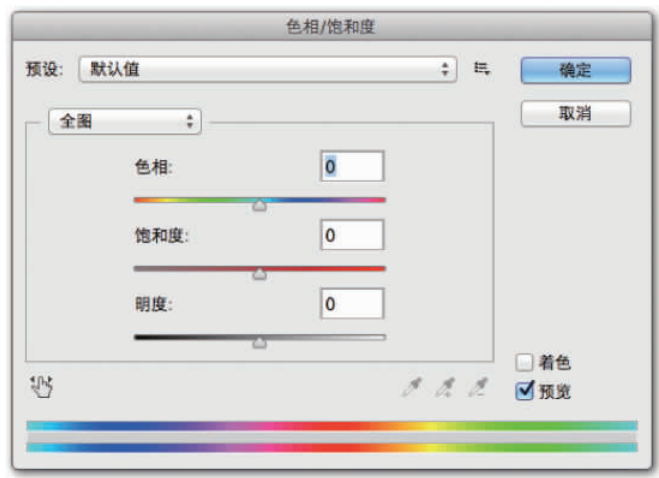 色相/饱和度
预设: 默认值
确定
取消
全图
色相: 0
饱和度: 0
明度: 0
着色
预览